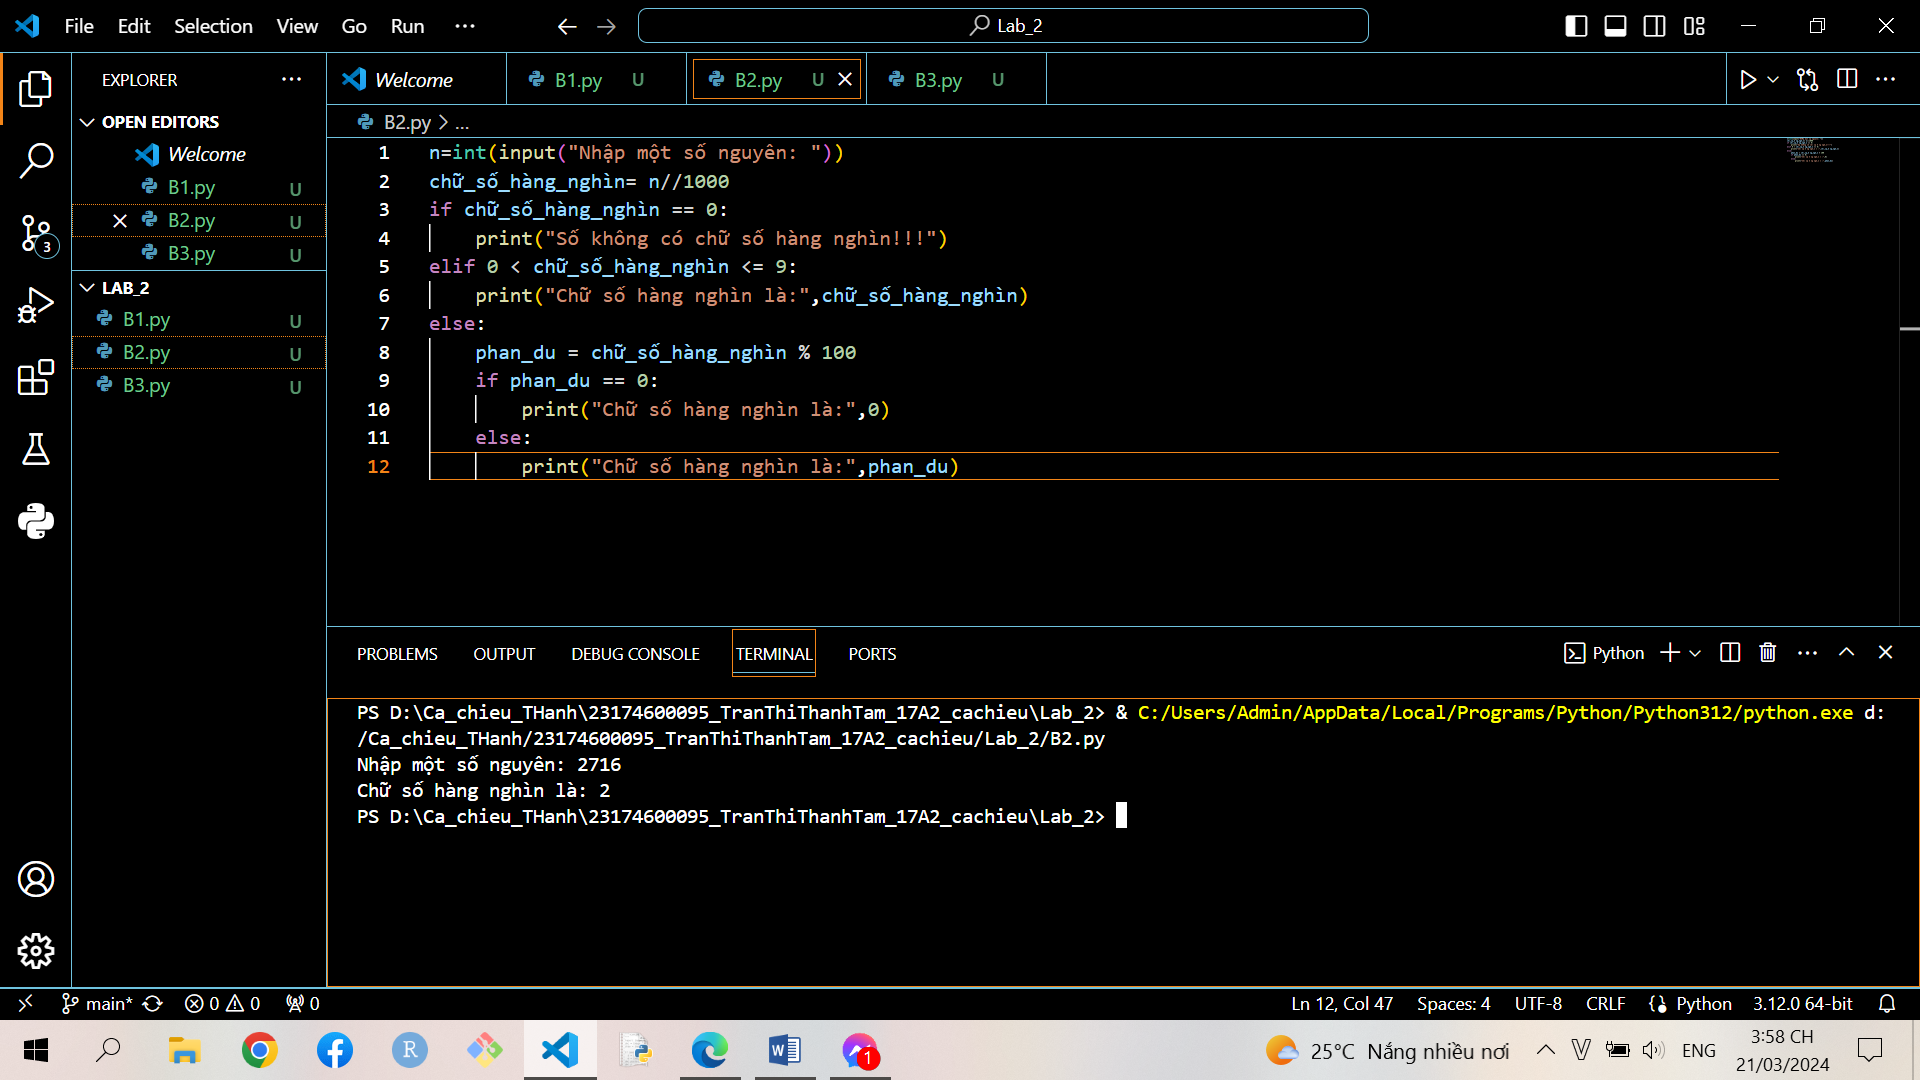 File Edit Selection View Go Run ··· Lab_2
EXPLORER ···
OPEN EDITORS
Welcome
B1.py U
B2.py U
B3.py U
LAB_2
B1.py U
B2.py U
B3.py U
3
Welcome B1.py U B2.py U B3.py U
B2.py > ...
1 n=int(input("Nhập một số nguyên: "))
2 chữ_số_hàng_nghìn= n//1000
3 if chữ_số_hàng_nghìn == 0:
4 print("Số không có chữ số hàng nghìn!!!")
5 elif 0 < chữ_số_hàng_nghìn <= 9:
6 print("Chữ số hàng nghìn là:",chữ_số_hàng_nghìn)
7 else:
8 phan_du = chữ_số_hàng_nghìn % 100
9 if phan_du == 0:
10 print("Chữ số hàng nghìn là:",0)
11 else:
12 print("Chữ số hàng nghìn là:",phan_du)
PROBLEMS OUTPUT DEBUG CONSOLE TERMINAL PORTS Python
PS D:\Ca_chieu_THanh\23174600095_TranThiThanhTam_17A2_cachieu\Lab_2> & C:/Users/Admin/AppData/Local/Programs/Python/Python312/python.exe d:
/Ca_chieu_THanh/23174600095_TranThiThanhTam_17A2_cachieu/Lab_2/B2.py
Nhập một số nguyên: 2716
Chữ số hàng nghìn là: 2
PS D:\Ca_chieu_THanh\23174600095_TranThiThanhTam_17A2_cachieu\Lab_2>
main* 0 0 0 Ln 12, Col 47 Spaces: 4 UTF-8 CRLF Python 3.12.0 64-bit
R 1 25°C Nắng nhiều nơi V ENG 3:58 CH
21/03/2024